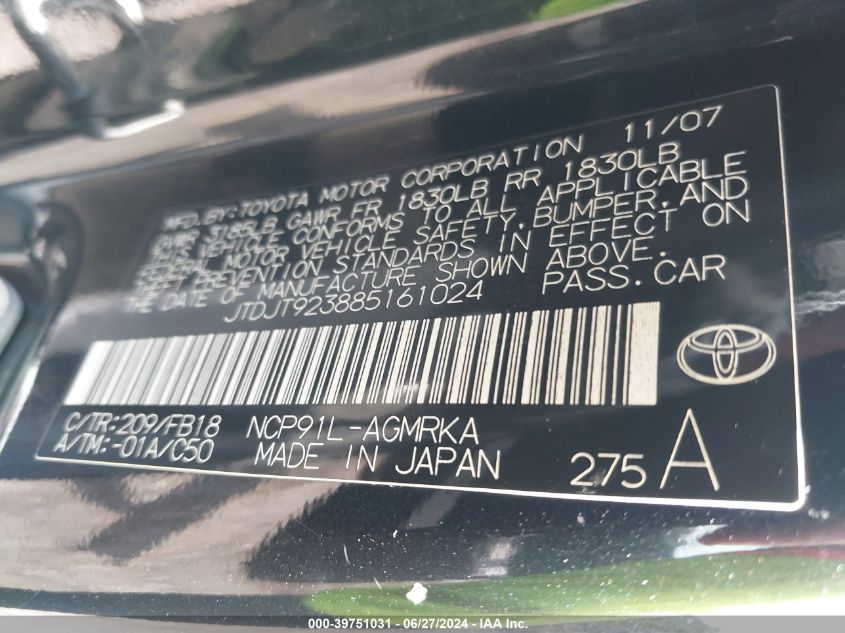 MFD. BY: TOYOTA MOTOR CORPORATION 11/07
GVWR 3185LB GAWR FR 1830LB RR 1830LB
THIS VEHICLE CONFORMS TO ALL APPLICABLE
FEDERAL MOTOR VEHICLE SAFETY, BUMPER, AND
THEFT PREVENTION STANDARDS IN EFFECT ON
THE DATE OF MANUFACTURE SHOWN ABOVE.
JTDJT923885161024 PASS. CAR
C/TR: 209/FB18 NCP91L-AGMRKA
A/TM: -01A/C50 MADE IN JAPAN 275 A
000-39751031 - 06/27/2024 - IAA Inc.